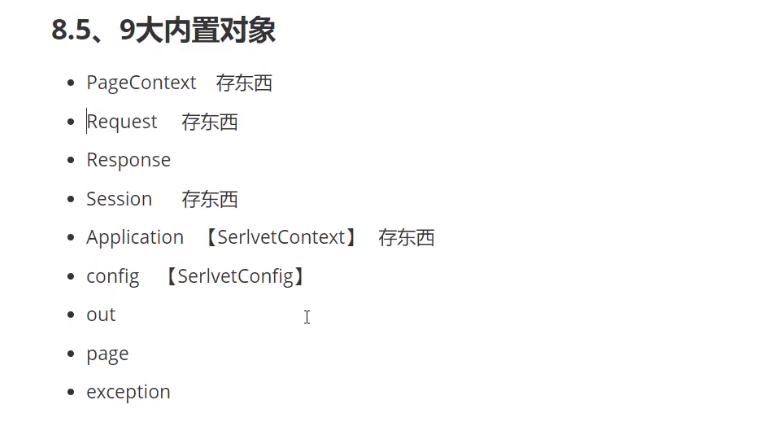 8.5、9大内置对象
PageContext 存东西
Request 存东西
Response
Session 存东西
Application 【SerlvetContext】 存东西
config 【SerlvetConfig】
out
page
exception